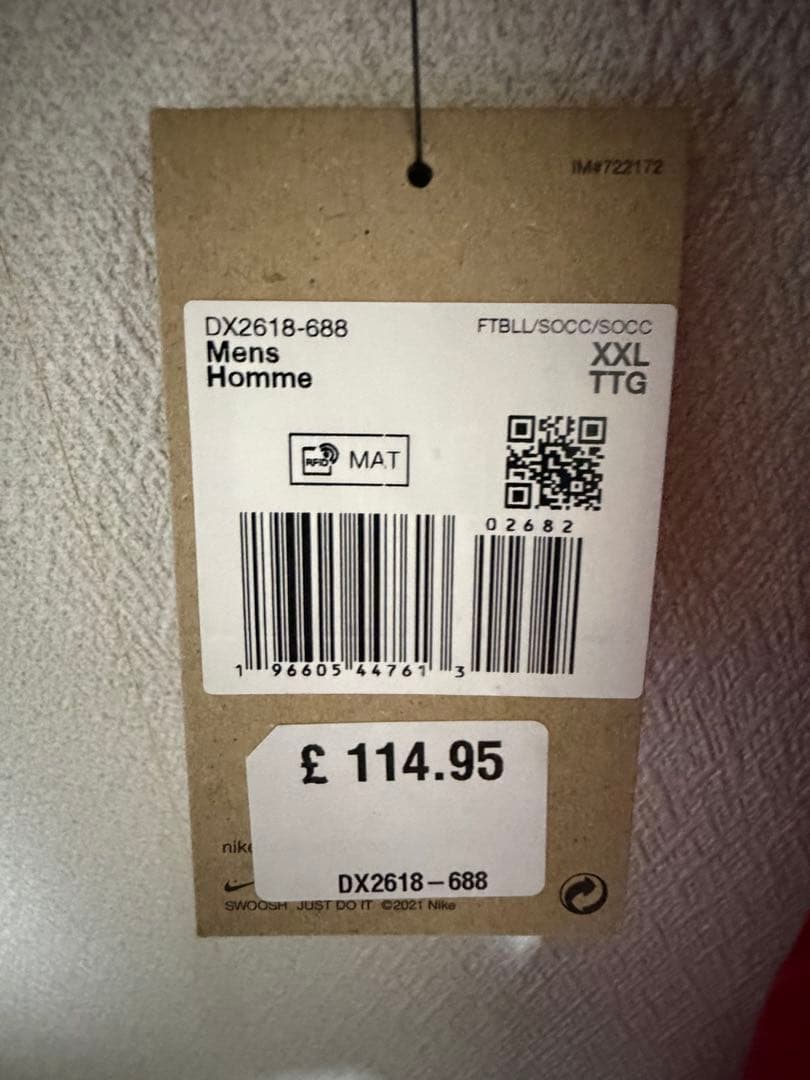 IM#722172
DX2618-688
FTBLL/SOCC/SOCC
Mens
XXL
Homme
TTG
RFID MAT
02682
1 96605 44761 3
£ 114.95
nike
DX2618-688
SWOOSH JUST DO IT ©2021 Nike